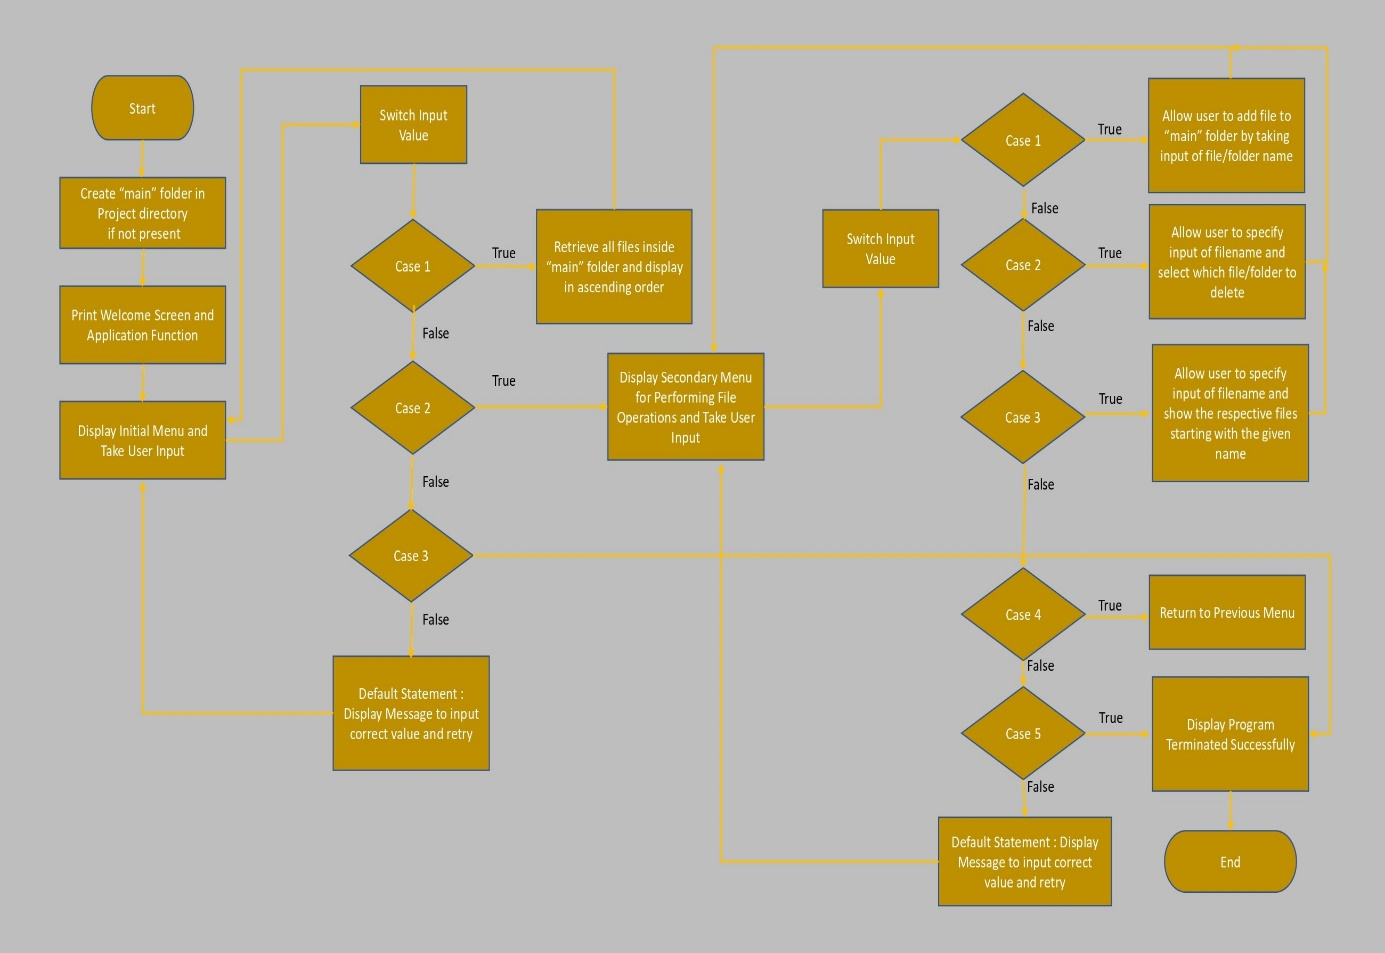 Start
Create “main” folder in
Project directory
if not present
Print Welcome Screen and
Application Function
Display Initial Menu and
Take User Input
Switch Input
Value
Case 1
True
Retrieve all files inside
“main” folder and display
in ascending order
False
Case 2
True
Display Secondary Menu
for Performing File
Operations and Take User
Input
False
Case 3
False
Default Statement :
Display Message to input
correct value and retry
Switch Input
Value
Case 1
True
Allow user to add file to
“main” folder by taking
input of file/folder name
False
Case 2
True
Allow user to specify
input of filename and
select which file/folder to
delete
False
Case 3
True
Allow user to specify
input of filename and
show the respective files
starting with the given
name
False
Case 4
True
Return to Previous Menu
False
Case 5
True
Display Program
Terminated Successfully
False
Default Statement : Display
Message to input correct
value and retry
End